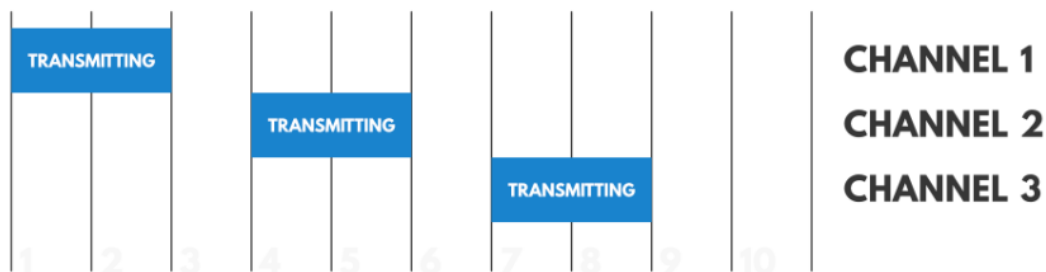 TRANSMITTING CHANNEL 1
TRANSMITTING CHANNEL 2
TRANSMITTING CHANNEL 3
1 2 3 4 5 6 7 8 9 10